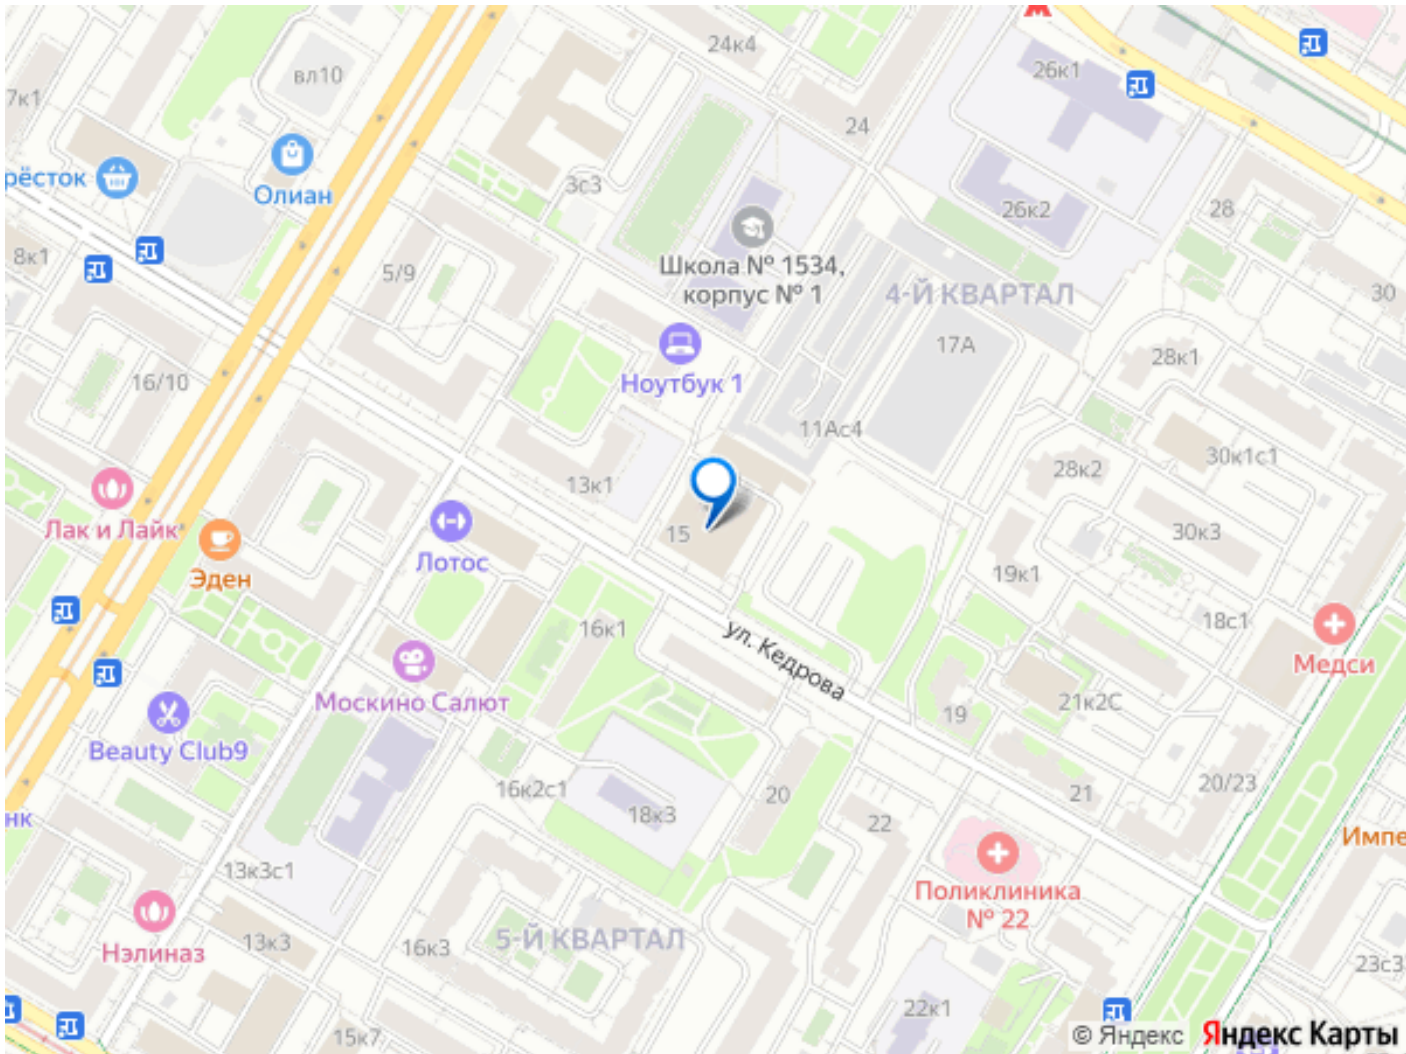 24к4
26к1
7к1
вл10
24
рёсток
Олиан
3с3
26к2
28
8к1
5/9
Школа № 1534,
корпус № 1
4-Й КВАРТАЛ
30
17А
28к1
16/10
Ноутбук 1
11Ас4
13к1
28к2
30к1с1
Лак и Лайк
15
30к3
Эден
Лотос
19к1
16к1
ул. Кедрова
18с1
Медси
Москино Салют
19
21к2С
Beauty Club9
16к2с1
20
21
20/23
нк
18к3
22
Импе
13к3с1
Поликлиника
№ 22
Нэлиназ
13к3
16к3
5-Й КВАРТАЛ
23с3
22к1
15к7
© Яндекс Яндекс Карты